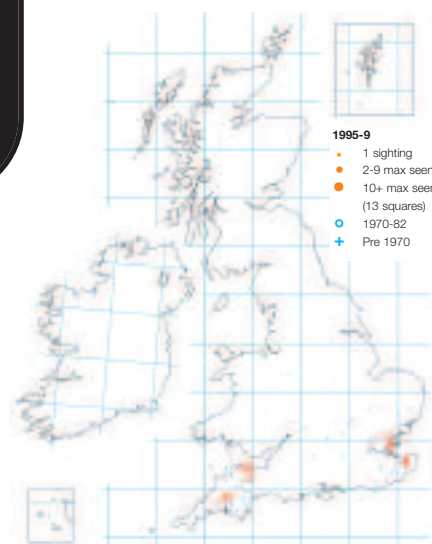 1995-9
1 sighting
2-9 max seen
10+ max seen
(13 squares)
1970-82
Pre 1970